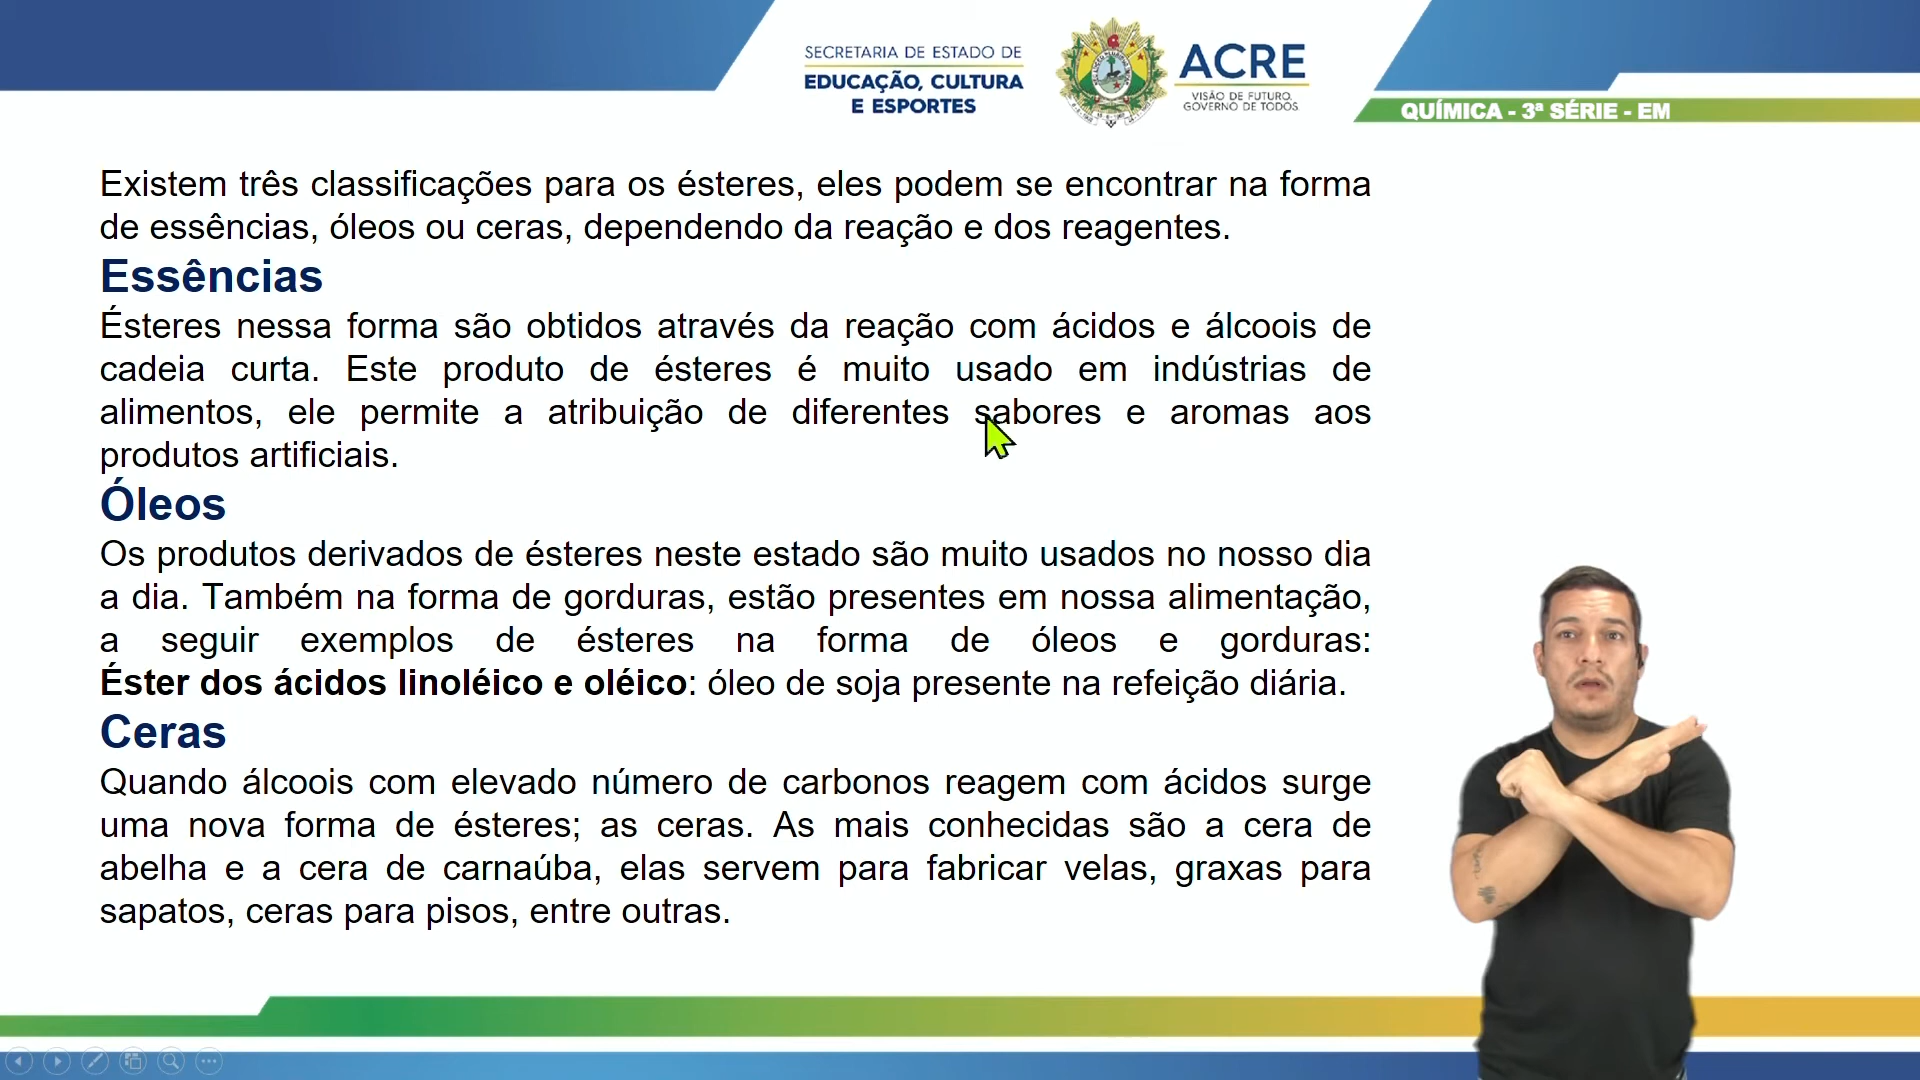 SECRETARIA DE ESTADO DE
EDUCAÇÃO, CULTURA
E ESPORTES
ACRE
VISÃO DE FUTURO.
GOVERNO DE TODOS.
QUÍMICA - 3ª SÉRIE - EM
Existem três classificações para os ésteres, eles podem se encontrar na forma
de essências, óleos ou ceras, dependendo da reação e dos reagentes.
Essências
Ésteres nessa forma são obtidos através da reação com ácidos e álcoois de
cadeia curta. Este produto de ésteres é muito usado em indústrias de
alimentos, ele permite a atribuição de diferentes sabores e aromas aos
produtos artificiais.
Óleos
Os produtos derivados de ésteres neste estado são muito usados no nosso dia
a dia. Também na forma de gorduras, estão presentes em nossa alimentação,
a seguir exemplos de ésteres na forma de óleos e gorduras:
Éster dos ácidos linoléico e oléico: óleo de soja presente na refeição diária.
Ceras
Quando álcoois com elevado número de carbonos reagem com ácidos surge
uma nova forma de ésteres; as ceras. As mais conhecidas são a cera de
abelha e a cera de carnaúba, elas servem para fabricar velas, graxas para
sapatos, ceras para pisos, entre outras.